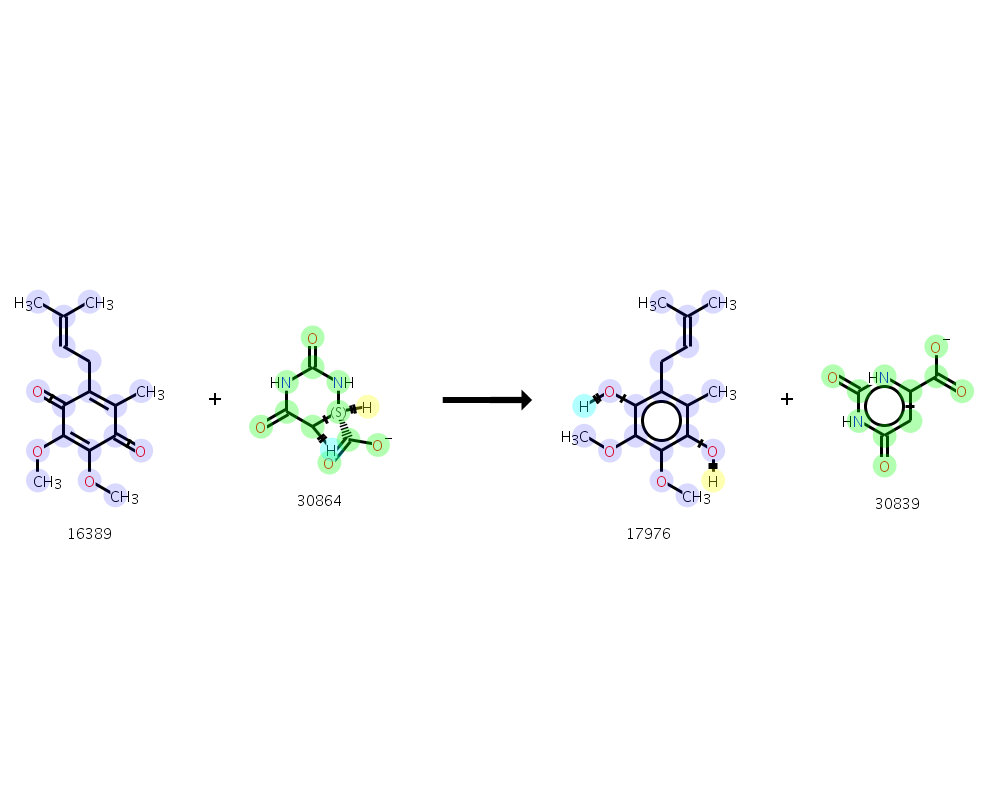 H₃C CH₃
O CH₃
O O
CH₃ O
CH₃
16389
+
O
HN NH
(S) H
O H O⁻
O
30864
H₃C CH₃
H O CH₃
H₃C O O
O H
CH₃
17976
+
O⁻
O HN O
HN
O
30839